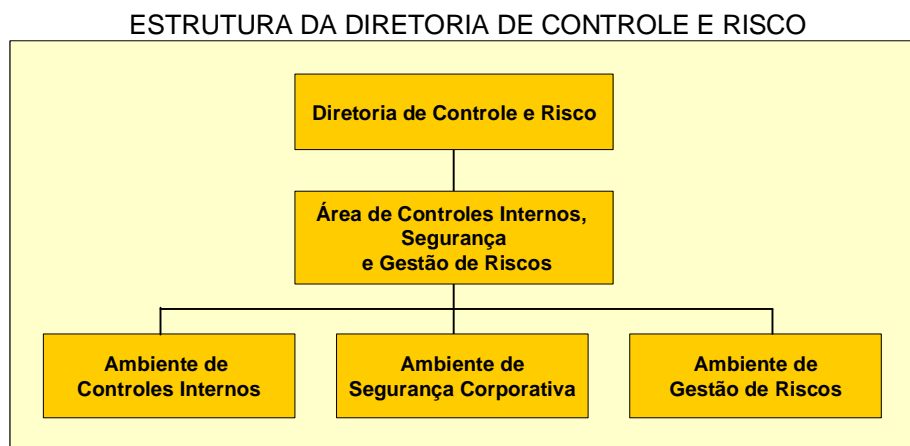 ESTRUTURA DA DIRETORIA DE CONTROLE E RISCO
Diretoria de Controle e Risco
Área de Controles Internos,
Segurança
e Gestão de Riscos
Ambiente de
Controles Internos
Ambiente de
Segurança Corporativa
Ambiente de
Gestão de Riscos